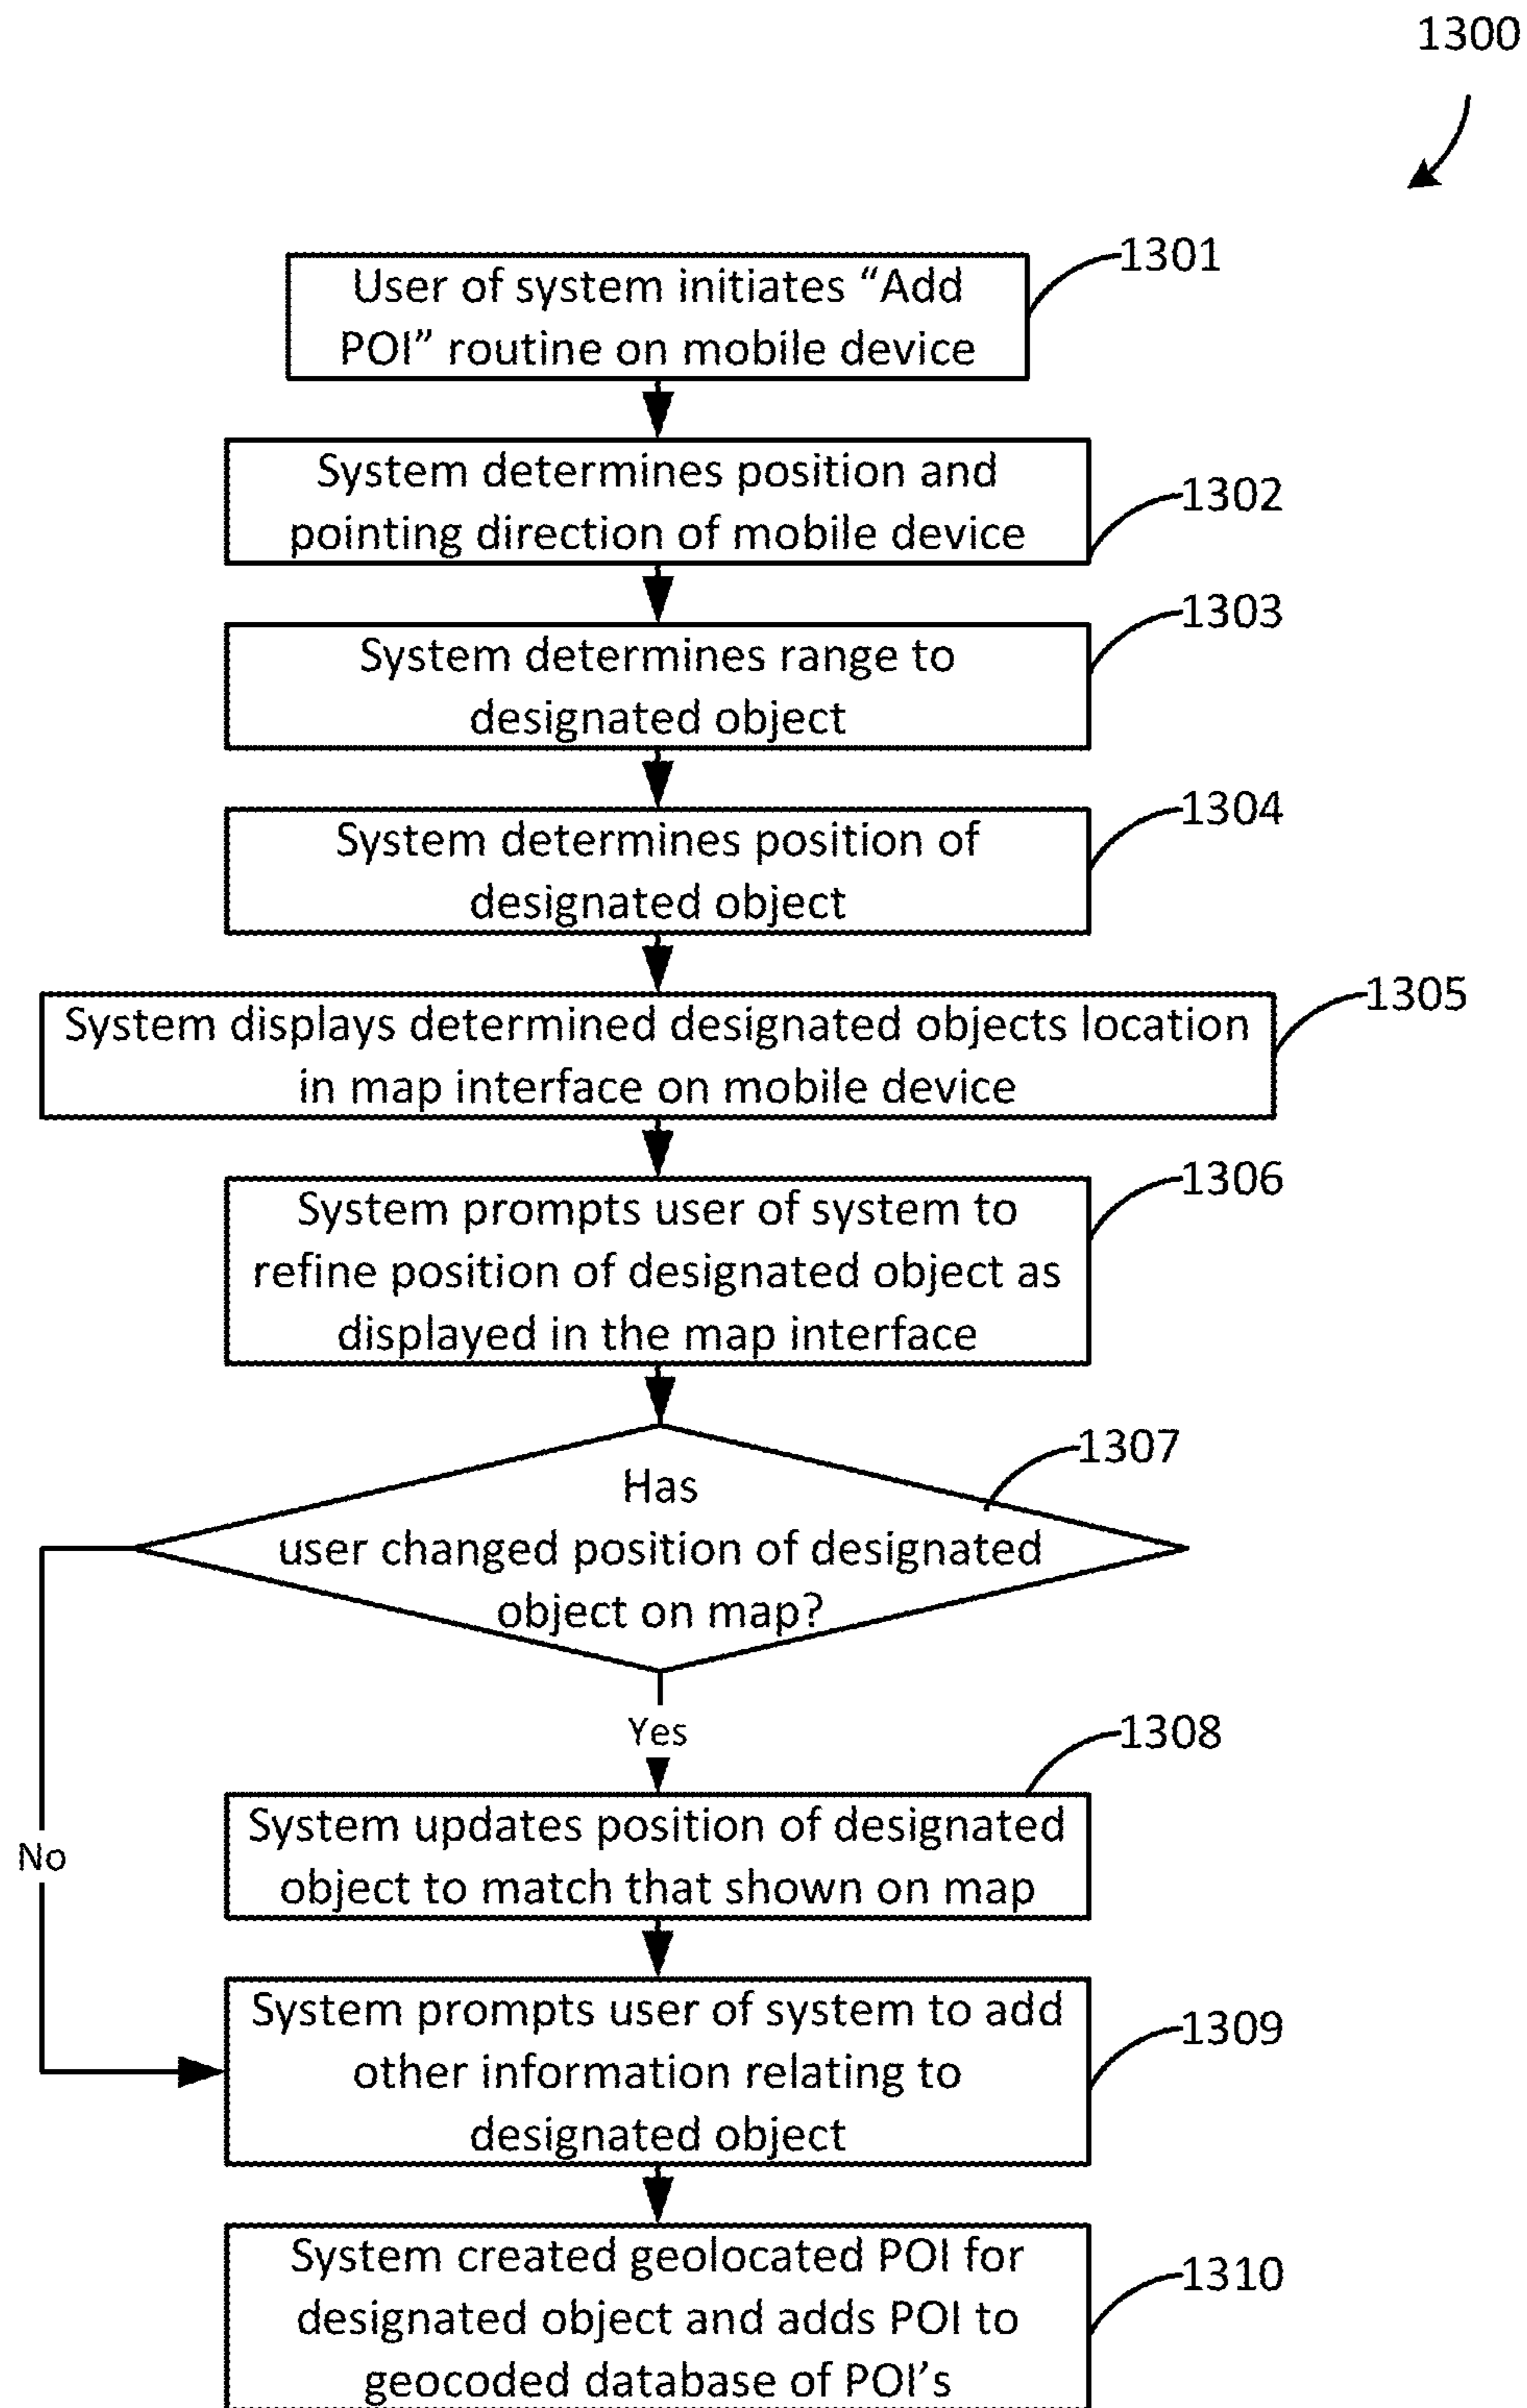 1300
1301
User of system initiates “Add
POI” routine on mobile device
System determines position and
pointing direction of mobile device
1302
1303
System determines range to
designated object
1304
System determines position of
designated object
1305
System displays determined designated objects location
in map interface on mobile device
1306
System prompts user of system to
refine position of designated object as
displayed in the map interface
1307
Has
user changed position of designated
object on map?
Yes
1308
System updates position of designated
object to match that shown on map
No
System prompts user of system to add
1309
other information relating to
designated object
System created geolocated POI for
1310
designated object and adds POI to
geocoded database of POI’s